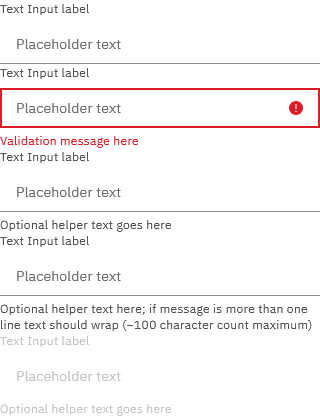 Text Input label
Placeholder text
Text Input label
Placeholder text
Validation message here
Text Input label
Placeholder text
Optional helper text goes here
Text Input label
Placeholder text
Optional helper text here; if message is more than one
line text should wrap (~100 character count maximum)
Text Input label
Placeholder text
Optional helper text goes here